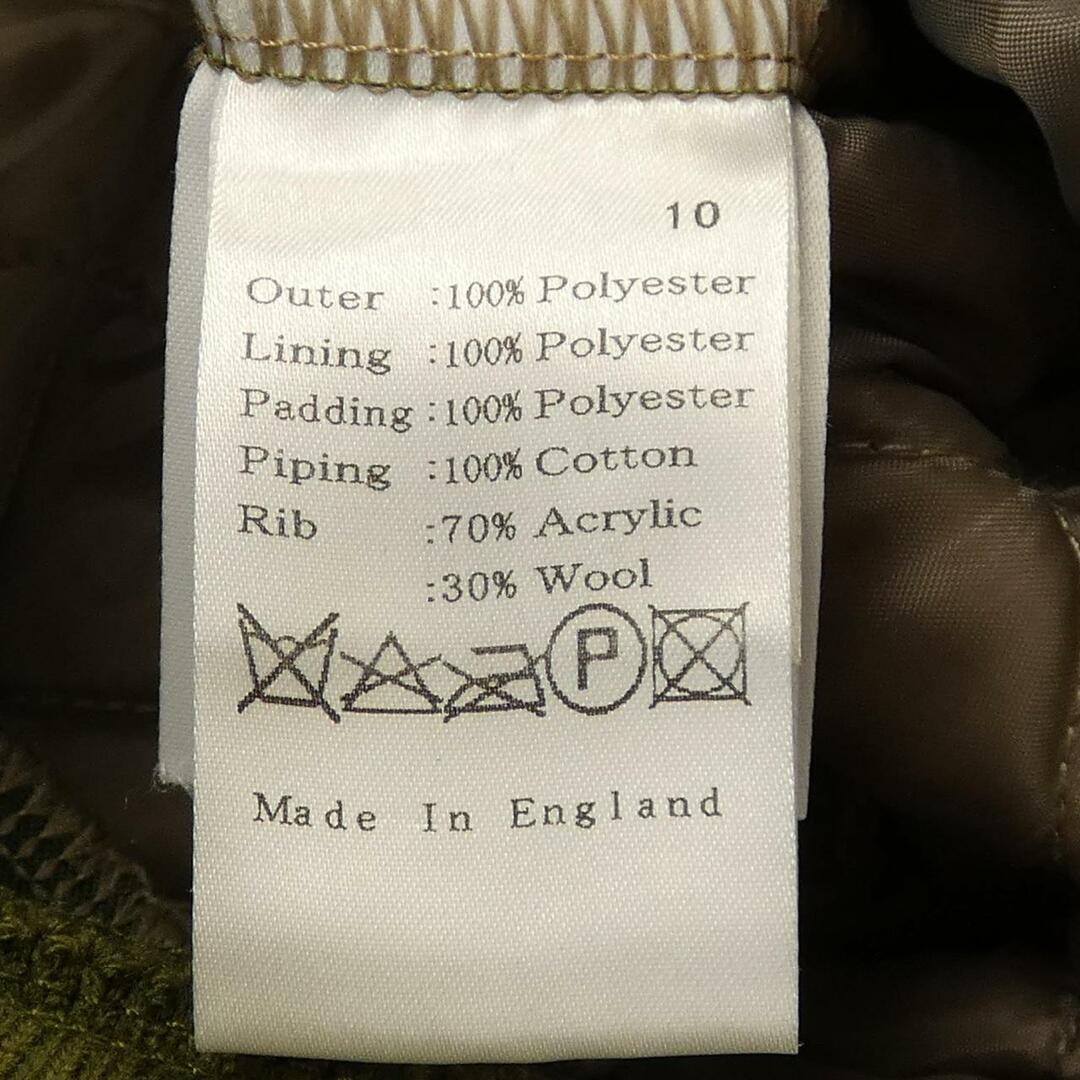 10
Outer :100% Polyester
Lining :100% Polyester
Padding :100% Polyester
Piping :100% Cotton
Rib :70% Acrylic
:30% Wool
P
Made In England